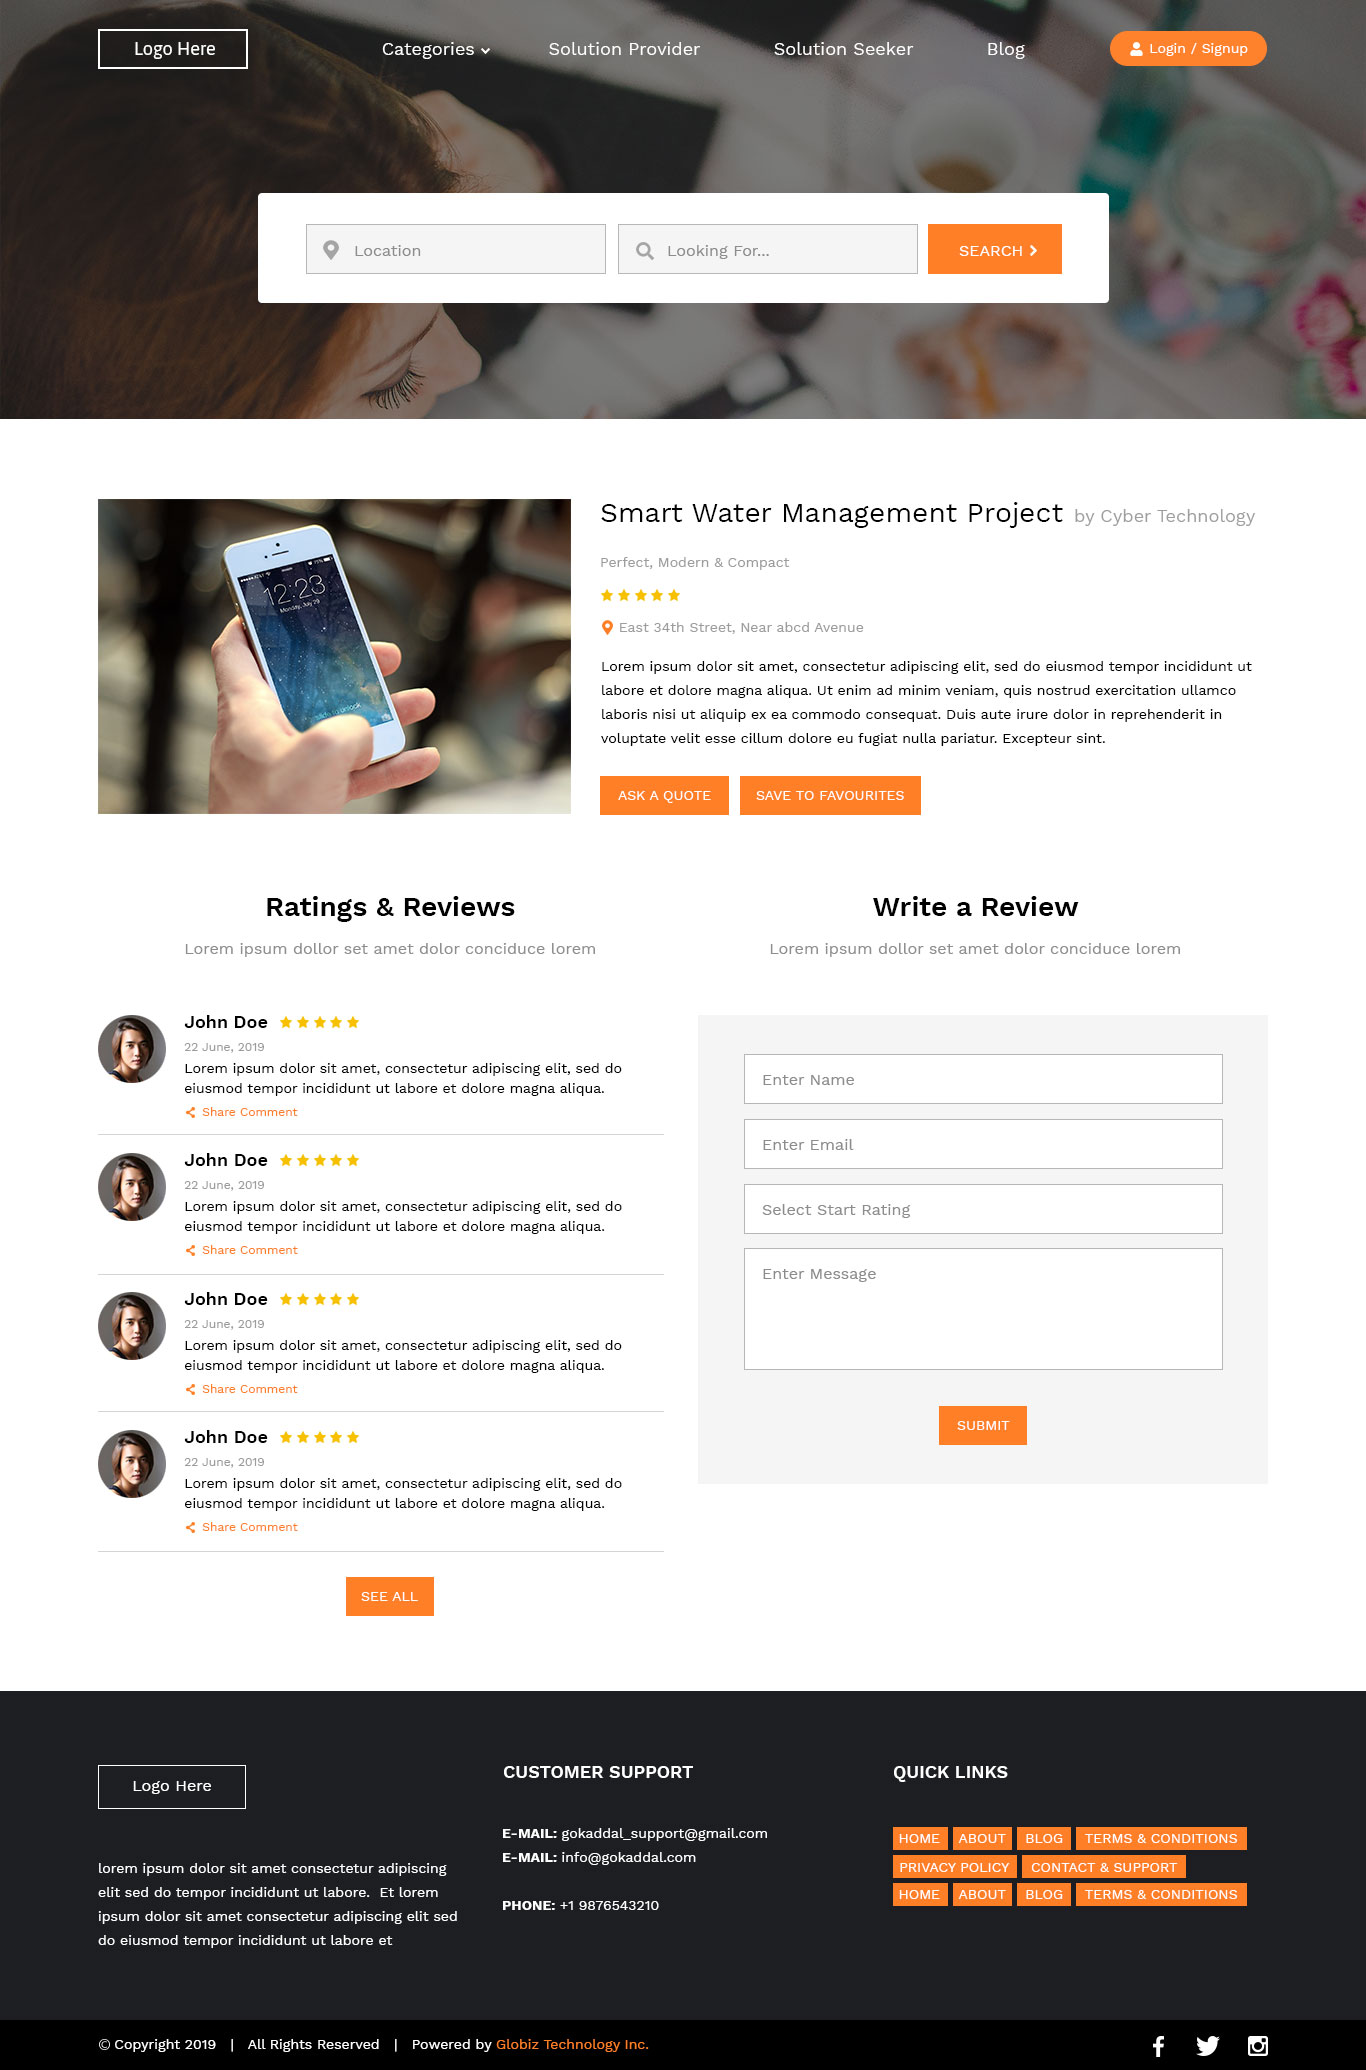 Logo Here
Categories
Solution Provider
Solution Seeker
Blog
Login / Signup
Location
Looking For...
SEARCH
12:23
Monday, July 29
Smart Water Management Project by Cyber Technology
Perfect, Modern & Compact
East 34th Street, Near abcd Avenue
Lorem ipsum dolor sit amet, consectetur adipiscing elit, sed do eiusmod tempor incididunt ut
labore et dolore magna aliqua. Ut enim ad minim veniam, quis nostrud exercitation ullamco
laboris nisi ut aliquip ex ea commodo consequat. Duis aute irure dolor in reprehenderit in
voluptate velit esse cillum dolore eu fugiat nulla pariatur. Excepteur sint.
ASK A QUOTE
SAVE TO FAVOURITES
Ratings & Reviews
Lorem ipsum dollor set amet dolor conciduce lorem
John Doe
22 June, 2019
Lorem ipsum dolor sit amet, consectetur adipiscing elit, sed do
eiusmod tempor incididunt ut labore et dolore magna aliqua.
Share Comment
John Doe
22 June, 2019
Lorem ipsum dolor sit amet, consectetur adipiscing elit, sed do
eiusmod tempor incididunt ut labore et dolore magna aliqua.
Share Comment
John Doe
22 June, 2019
Lorem ipsum dolor sit amet, consectetur adipiscing elit, sed do
eiusmod tempor incididunt ut labore et dolore magna aliqua.
Share Comment
John Doe
22 June, 2019
Lorem ipsum dolor sit amet, consectetur adipiscing elit, sed do
eiusmod tempor incididunt ut labore et dolore magna aliqua.
Share Comment
SEE ALL
Write a Review
Lorem ipsum dollor set amet dolor conciduce lorem
Enter Name
Enter Email
Select Start Rating
Enter Message
SUBMIT
Logo Here
lorem ipsum dolor sit amet consectetur adipiscing
elit sed do tempor incididunt ut labore.  Et lorem
ipsum dolor sit amet consectetur adipiscing elit sed
do eiusmod tempor incididunt ut labore et
CUSTOMER SUPPORT
E-MAIL: gokaddal_support@gmail.com
E-MAIL: info@gokaddal.com
PHONE: +1 9876543210
QUICK LINKS
HOME ABOUT BLOG TERMS & CONDITIONS
PRIVACY POLICY CONTACT & SUPPORT
HOME ABOUT BLOG TERMS & CONDITIONS
© Copyright 2019 | All Rights Reserved | Powered by Globiz Technology Inc.